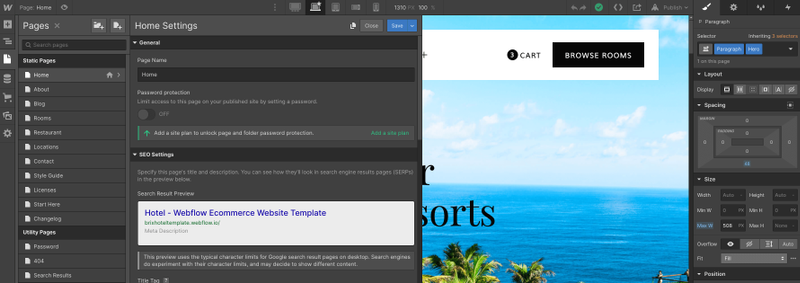 Page: Home
1310 PX 100 %
Publish
Pages
Search pages
Static Pages
Home
About
Blog
Rooms
Restaurant
Locations
Contact
Style Guide
Licenses
Start Here
Changelog
Utility Pages
Password
404
Search Results
Home Settings
Close
Save
General
Page Name
Home
Password protection
Limit access to this page on your published site by setting a password.
OFF
Add a site plan to unlock page and folder password protection.
Add a site plan
SEO Settings
Specify this page's title and description. You can see how they'll look in search engine results pages (SERPs)
in the preview below.
Search Result Preview
Hotel - Webflow Ecommerce Website Template
brixhoteltemplate.webflow.io/
Meta Description
This preview uses the typical character limits for Google search result pages on desktop. Search engines
do experiment with their character limits, and may decide to show different content.
Title Tag
3 CART
BROWSE ROOMS
r
sorts
Paragraph
Selector
Inheriting 3 selectors
Paragraph
Hero
1 on this page
Layout
Display
Spacing
0 0 0 0
Size
Width Auto Height Auto
Min W 0 PX Min H 0 PX
Max W 508 PX Max H None
Overflow Auto
Fit Fill
Position